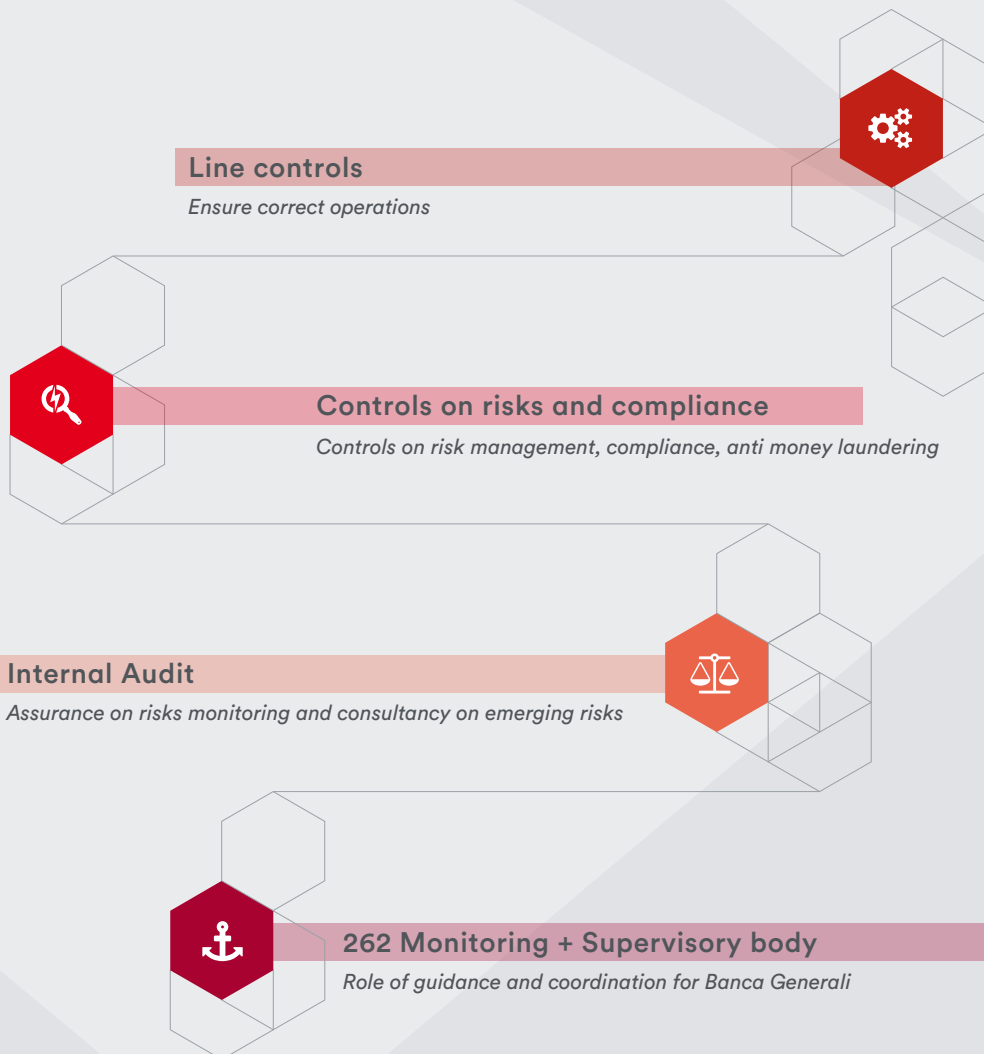 Line controls
Ensure correct operations
Controls on risks and compliance
Controls on risk management, compliance, anti money laundering
Internal Audit
Assurance on risks monitoring and consultancy on emerging risks
262 Monitoring + Supervisory body
Role of guidance and coordination for Banca Generali